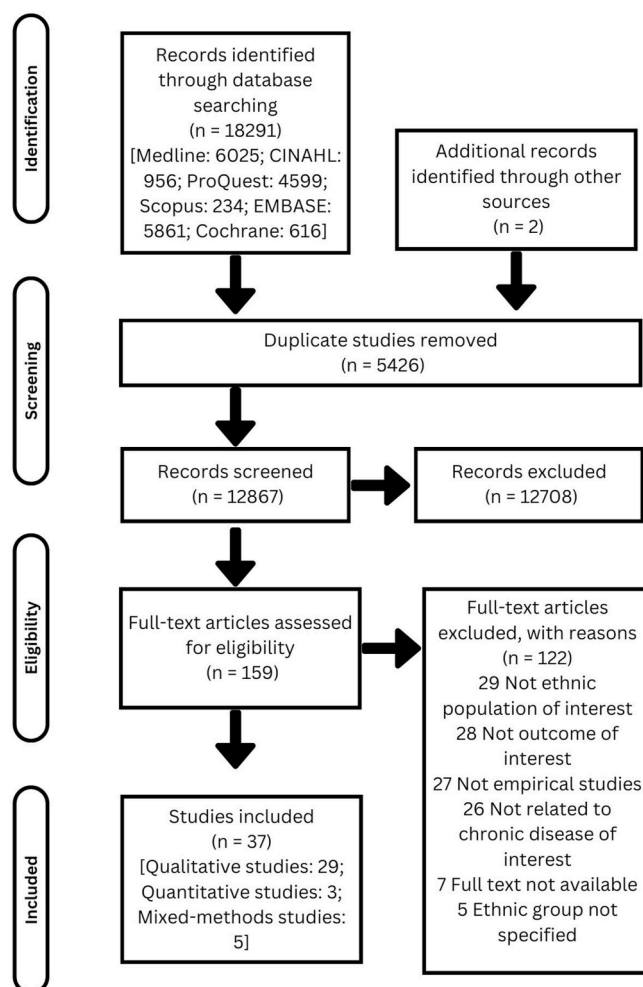 Identification
Records identified
through database
searching
(n = 18291)
[Medline: 6025; CINAHL:
956; ProQuest: 4599;
Scopus: 234; EMBASE:
5861; Cochrane: 616]
Additional records
identified through other
sources
(n = 2)
Screening
Duplicate studies removed
(n = 5426)
Records screened
(n = 12867)
Records excluded
(n = 12708)
Eligibility
Full-text articles assessed
for eligibility
(n = 159)
Full-text articles
excluded, with reasons
(n = 122)
29 Not ethnic
population of interest
28 Not outcome of
interest
27 Not empirical studies
26 Not related to
chronic disease of
interest
7 Full text not available
5 Ethnic group not
specified
Included
Studies included
(n = 37)
[Qualitative studies: 29;
Quantitative studies: 3;
Mixed-methods studies:
5]